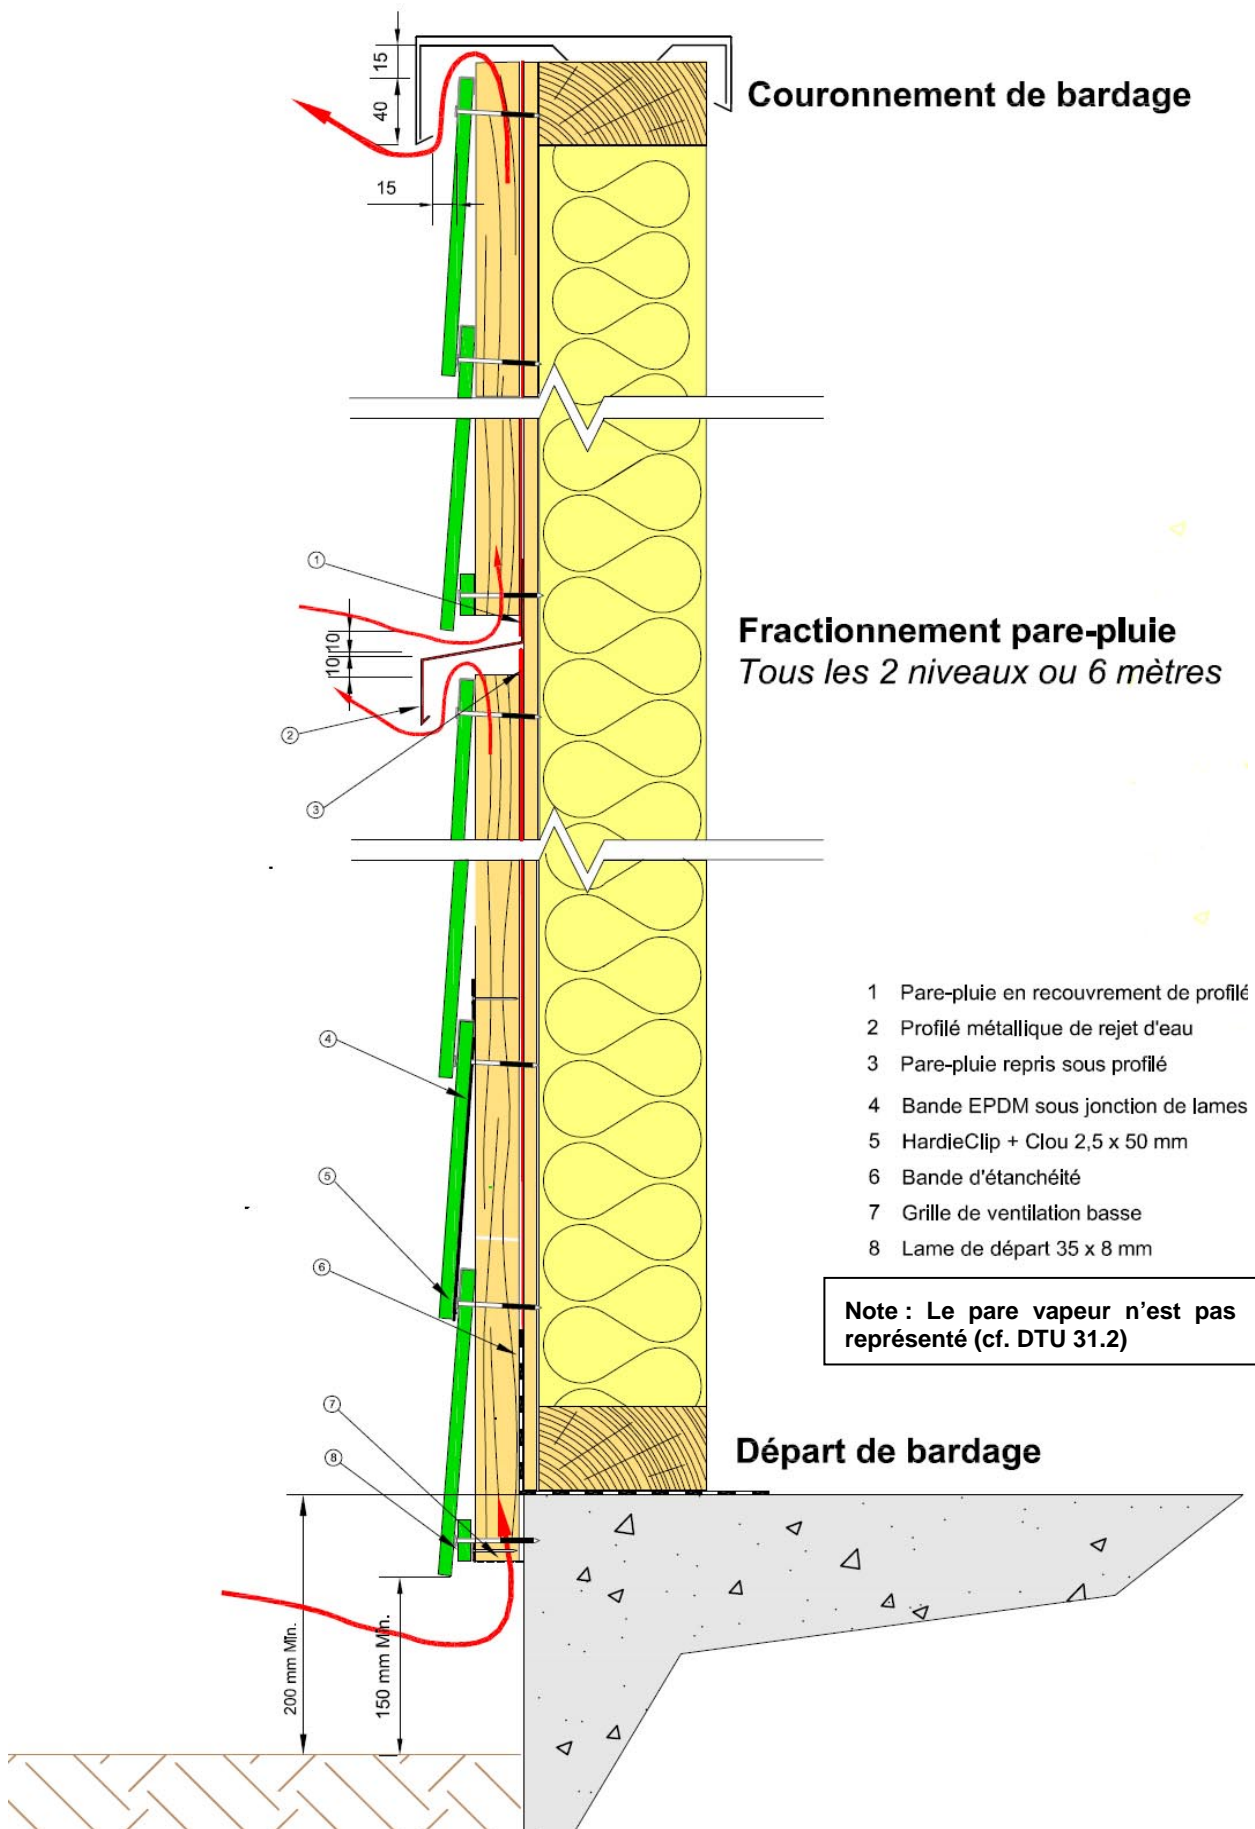 15
40
Couronnement de bardage
15
1
Fractionnement pare-pluie
10
10
Tous les 2 niveaux ou 6 mètres
2
3
1 Pare-pluie en recouvrement de profilé
2 Profilé métallique de rejet d'eau
4
3 Pare-pluie repris sous profilé
4 Bande EPDM sous jonction de lames
5 HardieClip + Clou 2,5 x 50 mm
5
6 Bande d'étanchéité
7 Grille de ventilation basse
8 Lame de départ 35 x 8 mm
6
Note : Le pare vapeur n'est pas
représenté (cf. DTU 31.2)
7
Départ de bardage
8
200 mm Min.
150 mm Min.